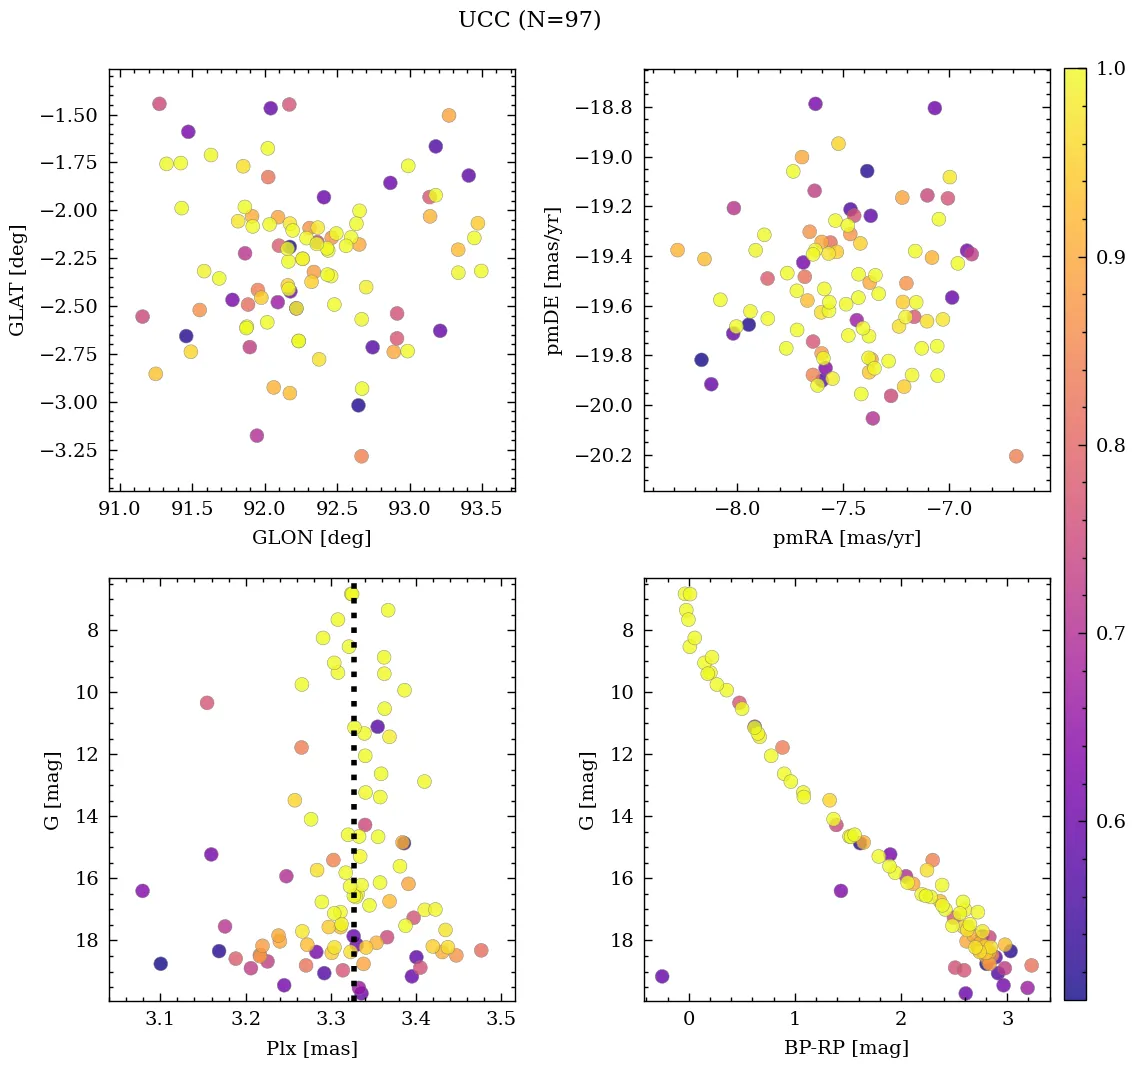 UCC (N=97)
−1.50
−1.75
−2.00
−2.25
−2.50
−2.75
−3.00
−3.25
GLAT [deg]
91.0 91.5 92.0 92.5 93.0 93.5
GLON [deg]
−18.8
−19.0
−19.2
−19.4
−19.6
−19.8
−20.0
−20.2
pmDE [mas/yr]
−8.0 −7.5 −7.0
pmRA [mas/yr]
8
10
12
14
16
18
G [mag]
3.1 3.2 3.3 3.4 3.5
Plx [mas]
8
10
12
14
16
18
G [mag]
0 1 2 3
BP-RP [mag]
1.0
0.9
0.8
0.7
0.6